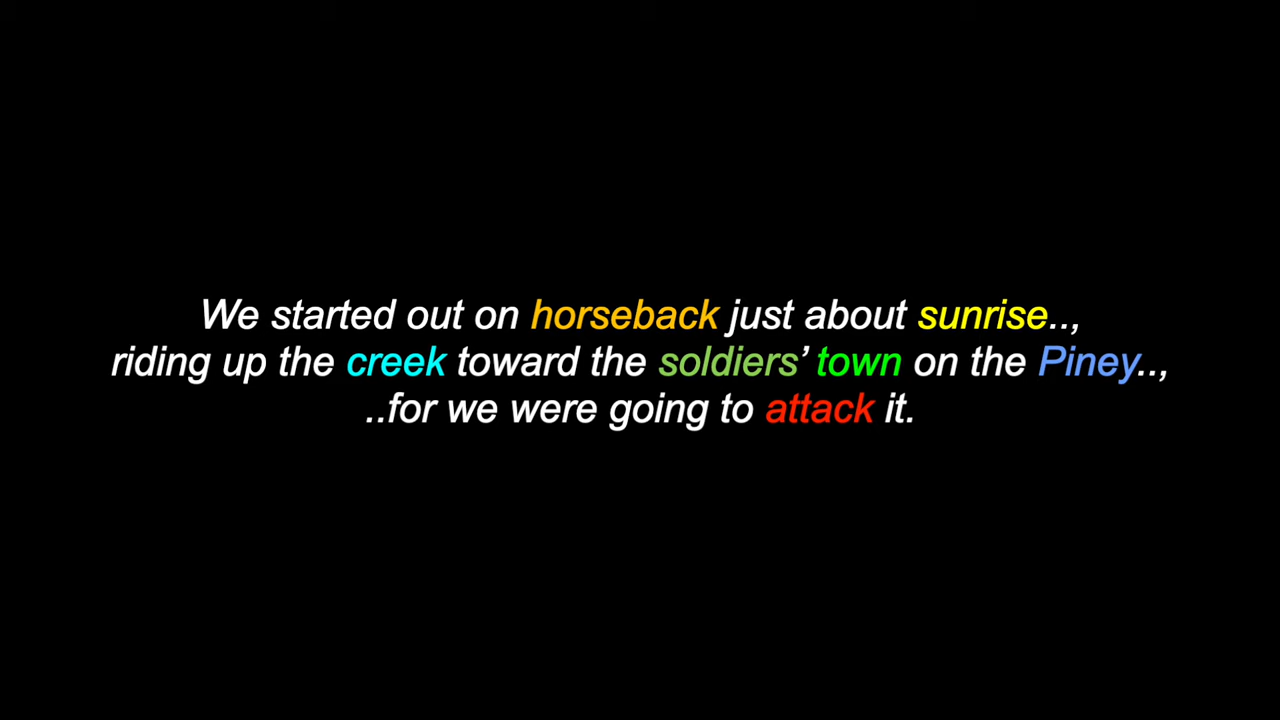 We started out on horseback just about sunrise..,
riding up the creek toward the soldiers’ town on the Piney..,
..for we were going to attack it.